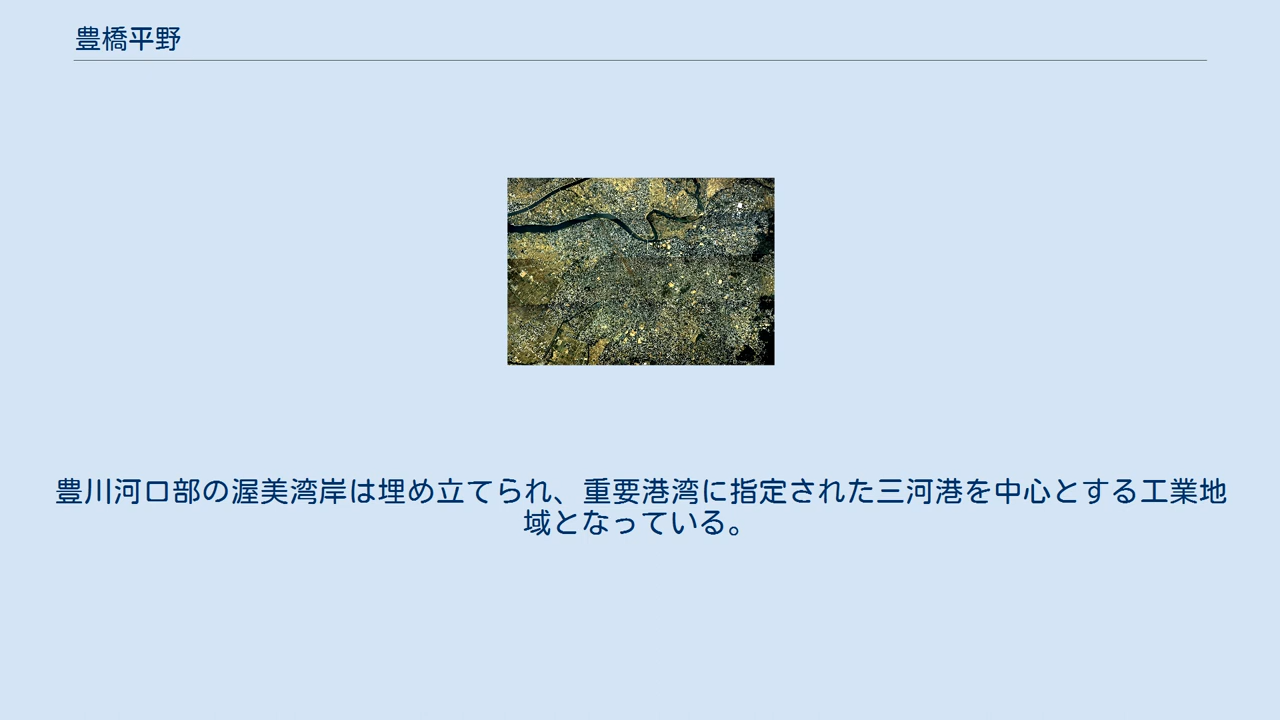 豊橋平野
豊川河口部の渥美湾岸は埋め立てられ、重要港湾に指定された三河港を中心とする工業地
域となっている。